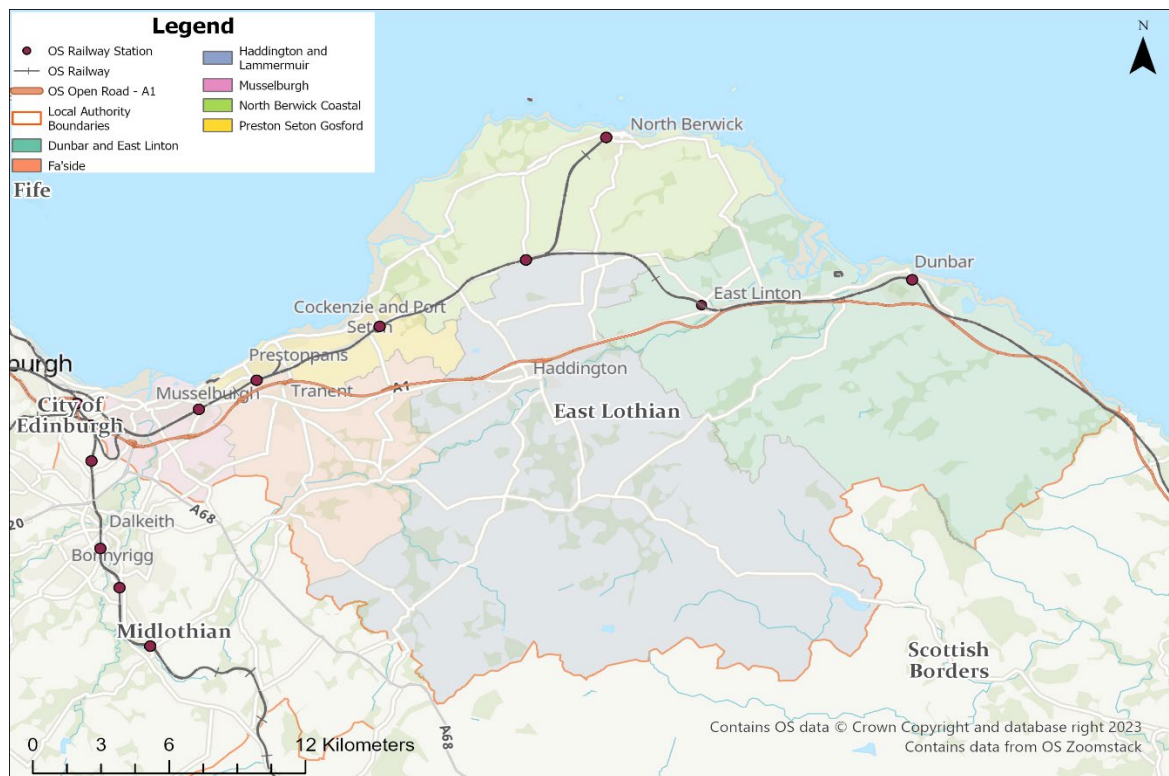 Legend
OS Railway Station
OS Railway
OS Open Road - A1
Local Authority
Boundaries
Dunbar and East Linton
Fa'side
Haddington and
Lammermuir
Musselburgh
North Berwick Coastal
Preston Seton Gosford
N
Fife
North Berwick
Dunbar
East Linton
Cockenzie and Port
Seton
Prestonpans
Haddington
A1
Tranent
Musselburgh
burgh
City of
Edinburgh
East Lothian
A68
Dalkeith
20
Bonnyrigg
Midlothian
Scottish
Borders
A68
0 3 6 12 Kilometers
Contains OS data © Crown Copyright and database right 2023
Contains data from OS Zoomstack